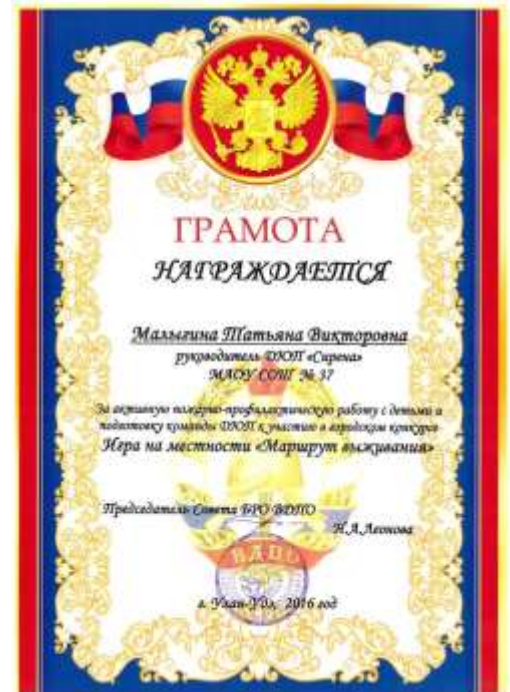 ГРАМОТА
НАГРАЖДАЕТСЯ
Малыгина Татьяна Викторовна
руководитель ДЮП «Сирена»
МАОУ СОШ № 37
За активную пожарно-профилактическую работу с детьми и
подготовку команды ДЮП к участию в городском конкурсе
Игра на местности «Маршрут выживания»
Председатель Совета БРО ВДПО
Н.А.Леонова
ВДПО
г. Улан-Удэ, 2016 год